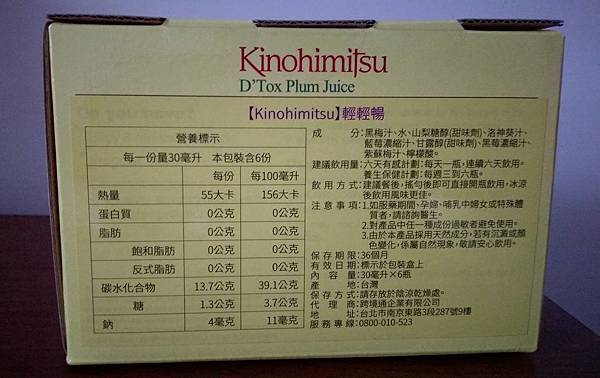 Kinohimitsu
D'Tox Plum Juice
【Kinohimitsu】輕輕暢
營養標示
每一份量30毫升 本包裝含6份
每份 每100毫升
熱量 55大卡 156大卡
蛋白質 0公克 0公克
脂肪 0公克 0公克
飽和脂肪 0公克 0公克
反式脂肪 0公克 0公克
碳水化合物 13.7公克 39.1公克
糖 1.3公克 3.7公克
鈉 4毫克 11毫克
成分:黑梅汁、水、山梨糖醇(甜味劑)、洛神葵汁、
藍莓濃縮汁、甘露醇(甜味劑)、黑莓濃縮汁、
紫蘇梅汁、檸檬酸。
建議飲用量:六天有感計劃:每天一瓶,連續六天飲用。
養生保健計劃:每週三到六瓶。
飲用方式:建議餐後,搖勻後即可直接開瓶飲用,冰涼
後飲用風味更佳。
注意事項:1.如服藥期間、孕婦、哺乳中婦女或特殊體
質者,請諮詢醫生。
2.對產品中任一種成份過敏者避免使用。
3.由於本產品採用天然成分,若有沉澱或顏
色變化,係屬自然現象,敬請安心飲用。
保存期限:36個月
有效日期:標示於包裝盒上
內容量:30毫升×6瓶
產地:台灣
保存方式:請存放於陰涼乾燥處。
代理商:跨境通企業有限公司
地址:台北市南京東路3段287號9樓
服務專線:0800-010-523